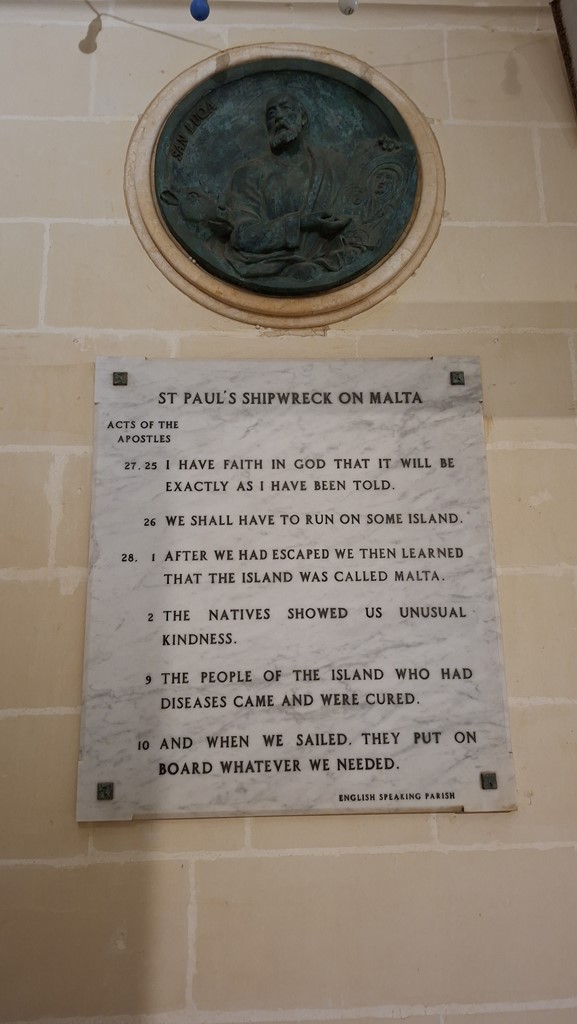 SAN LUCA
ST PAUL'S SHIPWRECK ON MALTA
ACTS OF THE
APOSTLES
27. 25 I HAVE FAITH IN GOD THAT IT WILL BE
EXACTLY AS I HAVE BEEN TOLD.
26 WE SHALL HAVE TO RUN ON SOME ISLAND.
28. 1 AFTER WE HAD ESCAPED WE THEN LEARNED
THAT THE ISLAND WAS CALLED MALTA.
2 THE NATIVES SHOWED US UNUSUAL
KINDNESS.
9 THE PEOPLE OF THE ISLAND WHO HAD
DISEASES CAME AND WERE CURED.
10 AND WHEN WE SAILED, THEY PUT ON
BOARD WHATEVER WE NEEDED.
ENGLISH SPEAKING PARISH